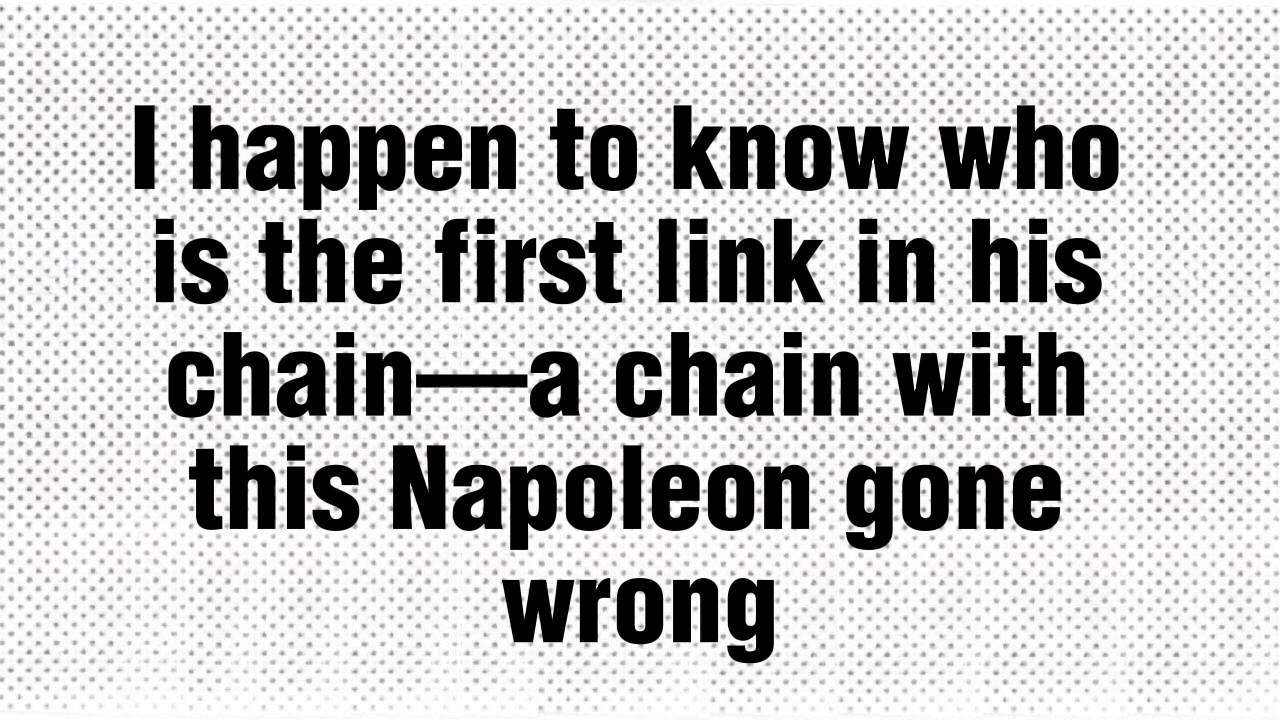 I happen to know who
is the first link in his
chain—a chain with
this Napoleon gone
wrong